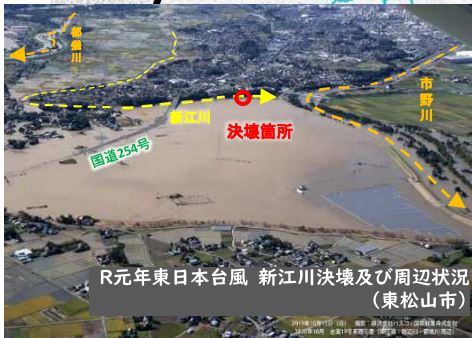 都幾川
市野川
新江川
決壊箇所
国道254号
R元年東日本台風 新江川決壊及び周辺状況
（東松山市）